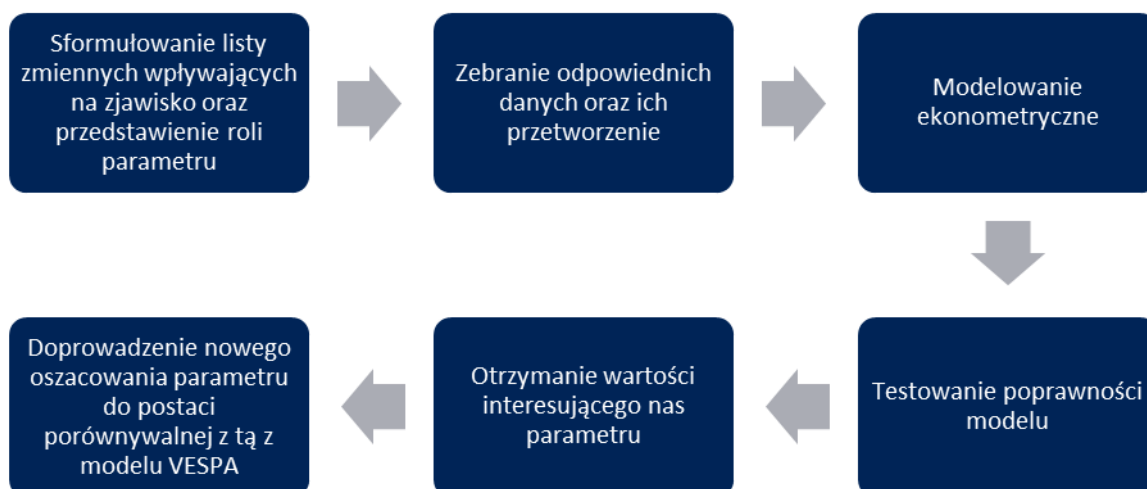 Sformułowanie listy
zmiennych wpływających
na zjawisko oraz
przedstawienie roli
parametru
Zebranie odpowiednich
danych oraz ich
przetworzenie
Modelowanie
ekonometryczne
Testowanie poprawności
modelu
Otrzymanie wartości
interesującego nas
parametru
Doprowadzenie nowego
oszacowania parametru
do postaci
porównywalnej z tą z
modelu VESPA